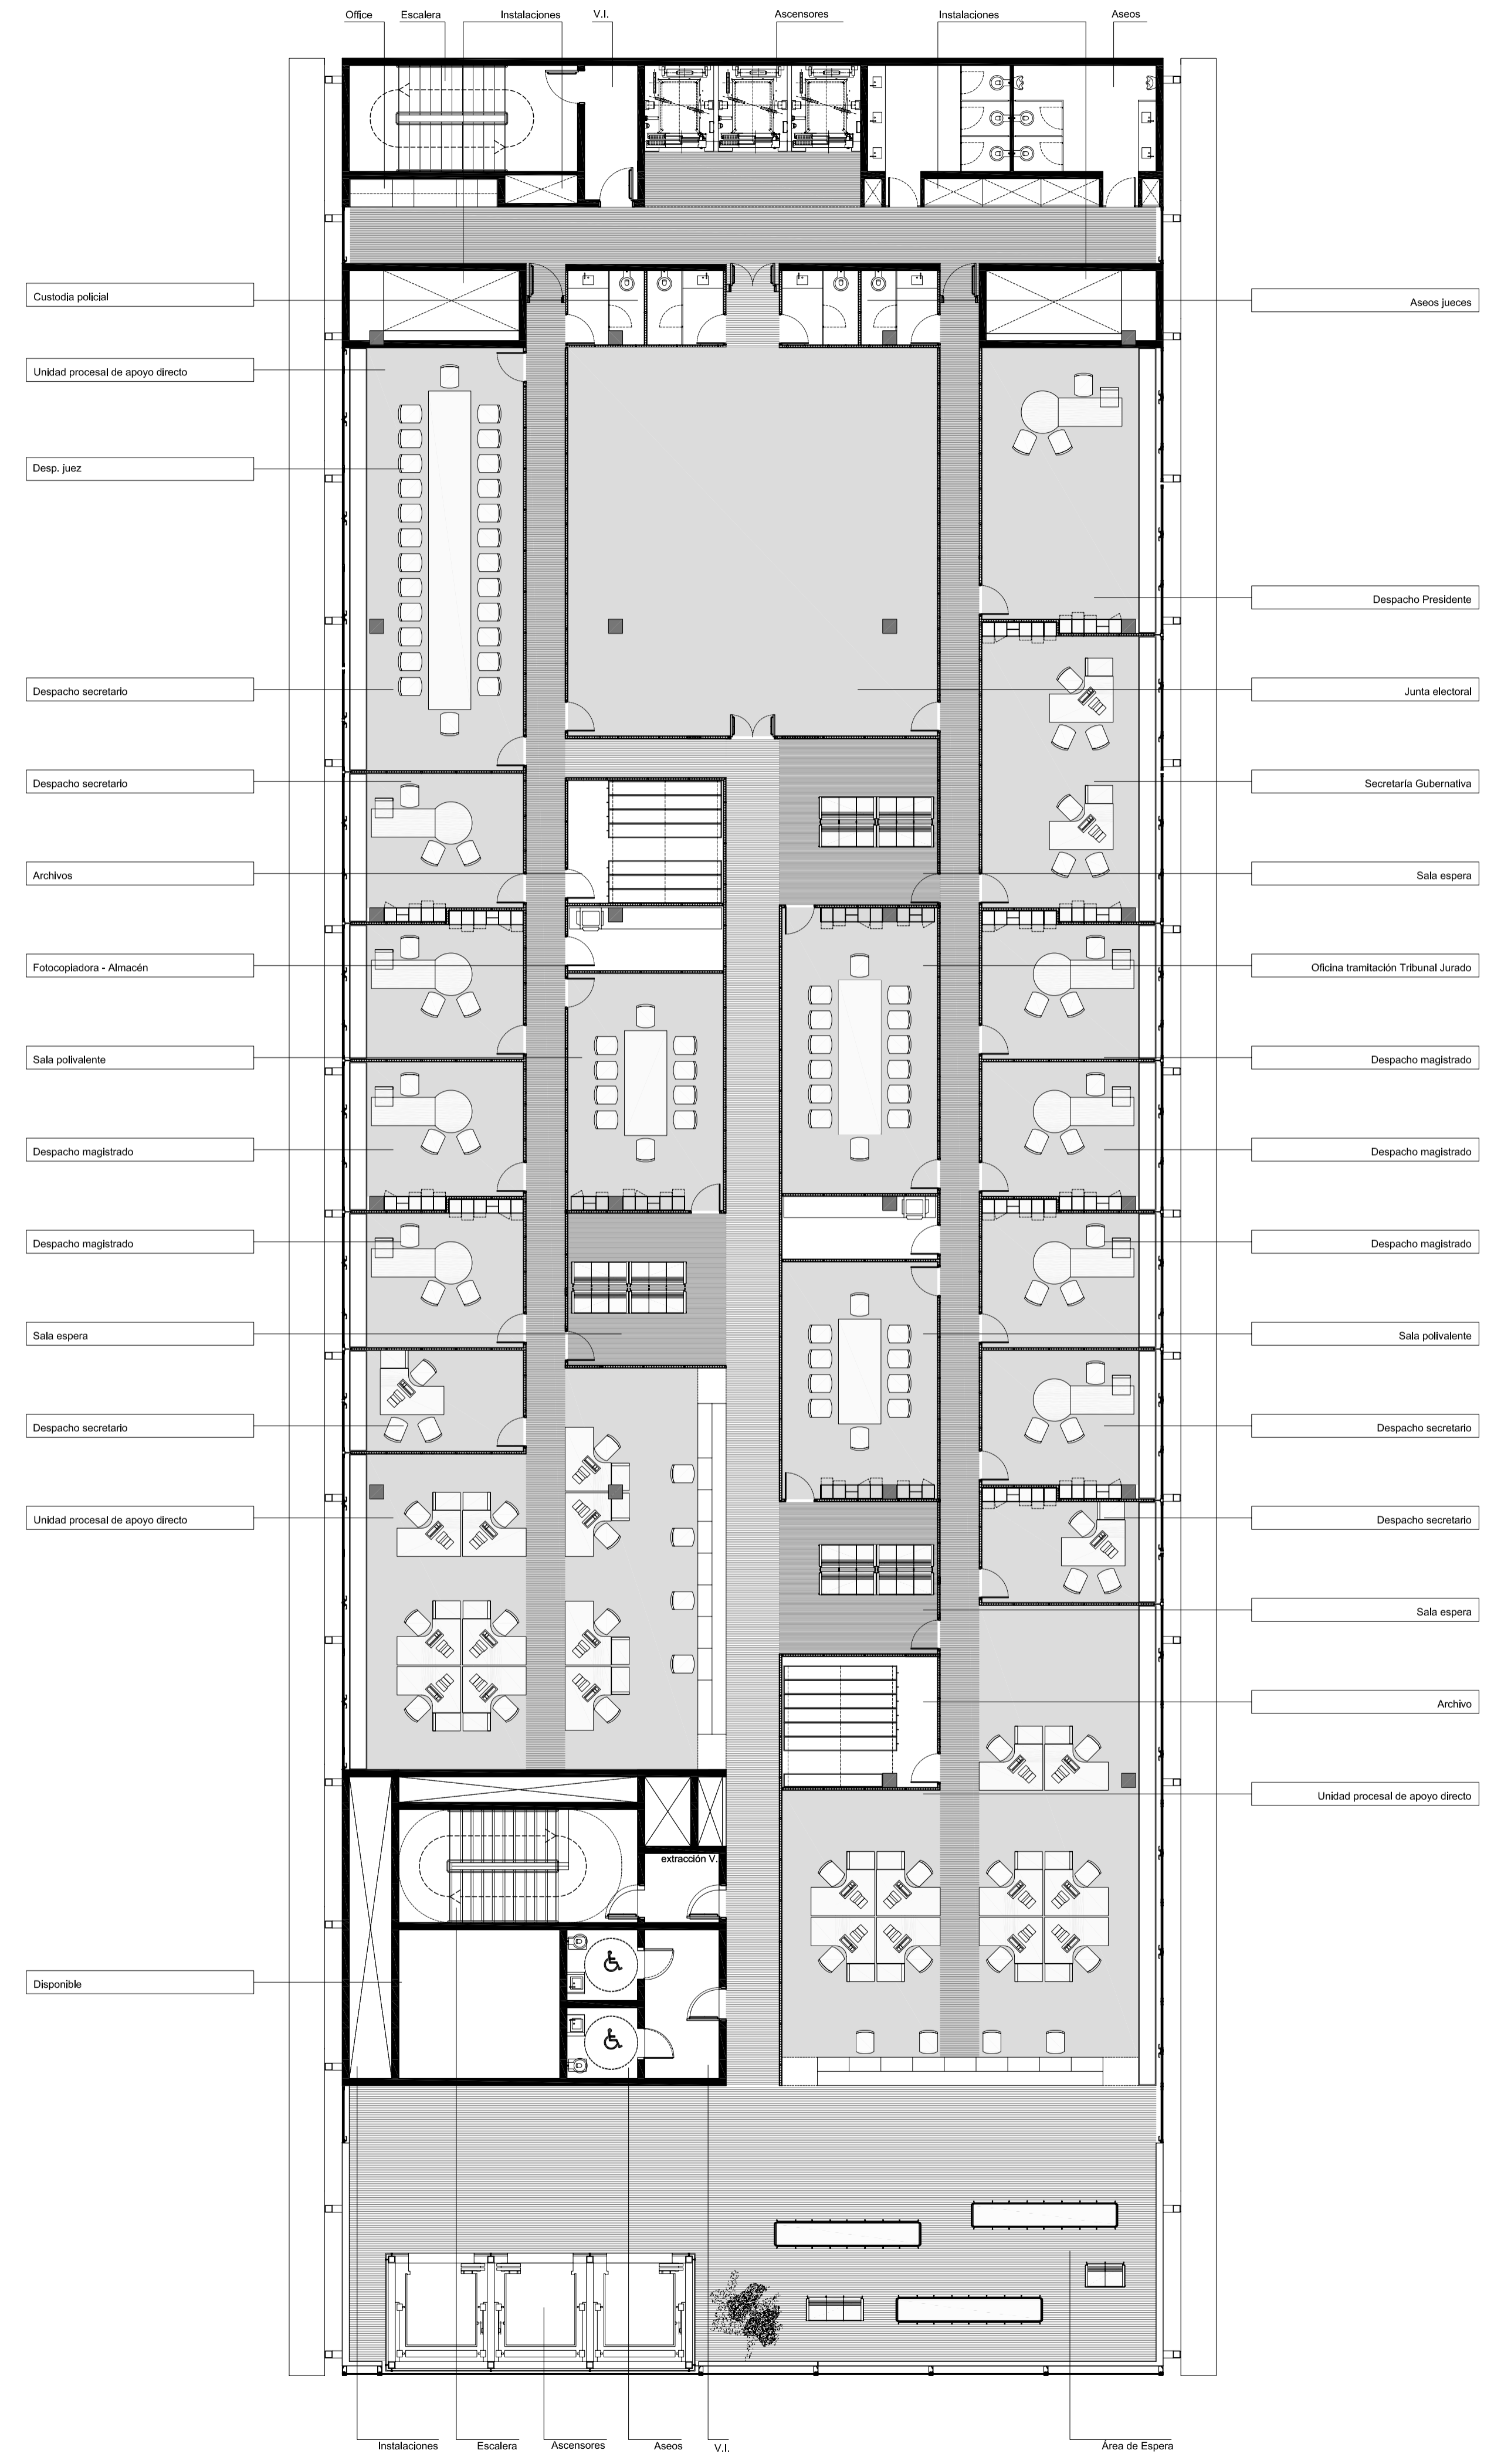 Office
Escalera
Instalaciones
V.I.
Ascensores
Instalaciones
Aseos
Custodia policial
Aseos jueces
Unidad procesal de apoyo directo
Desp. juez
Despacho Presidente
Despacho secretario
Junta electoral
Despacho secretario
Secretaría Gubernativa
Archivos
Sala espera
Fotocopiadora - Almacén
Oficina tramitación Tribunal Jurado
Sala polivalente
Despacho magistrado
Despacho magistrado
Despacho magistrado
Despacho magistrado
Despacho magistrado
Sala espera
Sala polivalente
Despacho secretario
Despacho secretario
Unidad procesal de apoyo directo
Despacho secretario
Sala espera
Archivo
Unidad procesal de apoyo directo
extracción V.
Disponible
Instalaciones
Escalera
Ascensores
Aseos
V.I.
Área de Espera